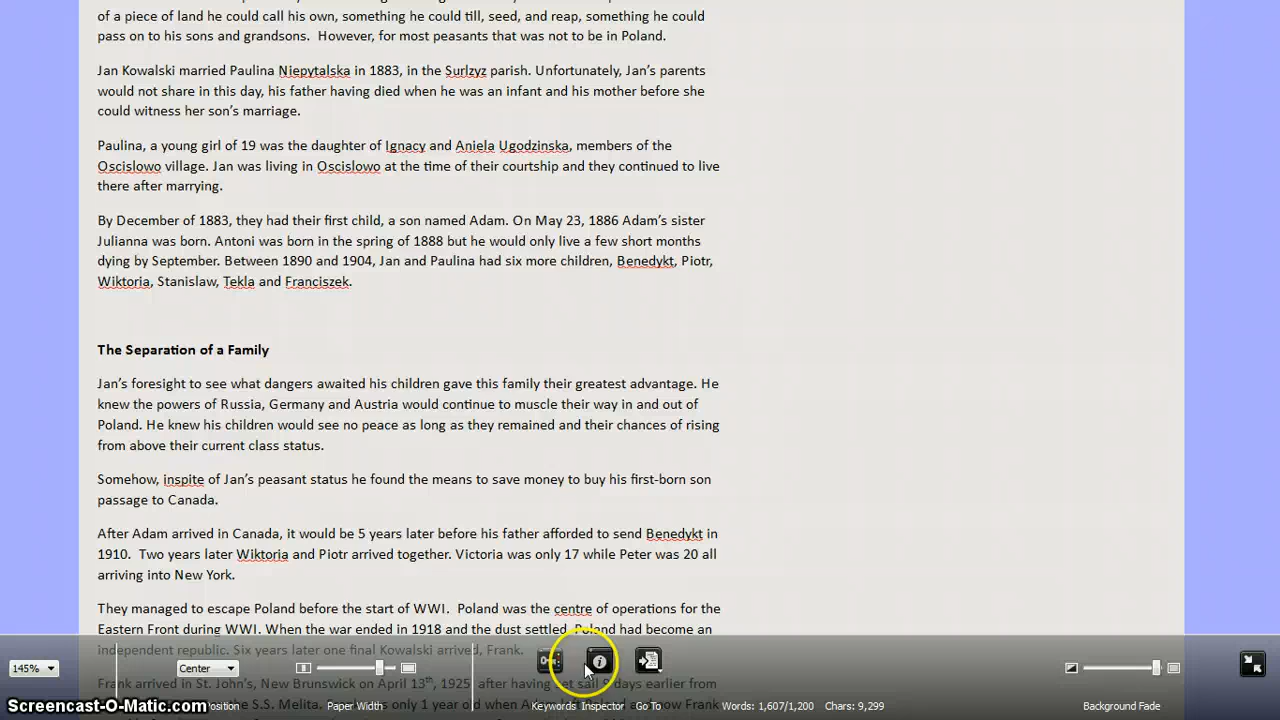 of a piece of land he could call his own, something he could till, seed, and reap, something he could
pass on to his sons and grandsons.  However, for most peasants that was not to be in Poland.
Jan Kowalski married Paulina Niepytalska in 1883, in the Surlzyz parish. Unfortunately, Jan's parents
would not share in this day, his father having died when he was an infant and his mother before she
could witness her son's marriage.
Paulina, a young girl of 19 was the daughter of Ignacy and Aniela Ugodzinska, members of the
Oscislowo village. Jan was living in Oscislowo at the time of their courtship and they continued to live
there after marrying.
By December of 1883, they had their first child, a son named Adam. On May 23, 1886 Adam's sister
Julianna was born. Antoni was born in the spring of 1888 but he would only live a few short months
dying by September. Between 1890 and 1904, Jan and Paulina had six more children, Benedykt, Piotr,
Wiktoria, Stanislaw, Tekla and Franciszek.
The Separation of a Family
Jan's foresight to see what dangers awaited his children gave this family their greatest advantage. He
knew the powers of Russia, Germany and Austria would continue to muscle their way in and out of
Poland. He knew his children would see no peace as long as they remained and their chances of rising
from above their current class status.
Somehow, inspite of Jan's peasant status he found the means to save money to buy his first-born son
passage to Canada.
After Adam arrived in Canada, it would be 5 years later before his father afforded to send Benedykt in
1910.  Two years later Wiktoria and Piotr arrived together. Victoria was only 17 while Peter was 20 all
arriving into New York.
They managed to escape Poland before the start of WWI.  Poland was the centre of operations for the
Eastern Front during WWI. When the war ended in 1918 and the dust settled  Poland had become an
independent republic. Six years later one final Kowalski arrived, Frank.
Frank arrived in St. John's, New Brunswick on April 13th, 1925  after having set sail 9 days earlier from
the S.S. Melita. only 1 year old when Frank
145% Center
Screencast-O-Matic.com Paper Width Keywords Inspector Go To Words: 1,607/1,200 Chars: 9,299 Background Fade